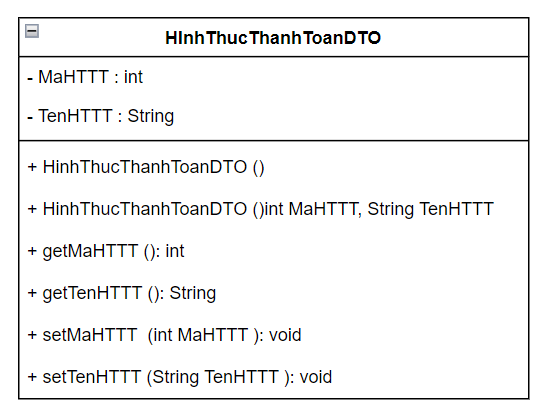 HInhThucThanhToanDTO
- MaHTTT : int
- TenHTTT : String
+ HinhThucThanhToanDTO ()
+ HinhThucThanhToanDTO ()int MaHTTT, String TenHTTT
+ getMaHTTT (): int
+ getTenHTTT (): String
+ setMaHTTT (int MaHTTT ): void
+ setTenHTTT (String TenHTTT ): void